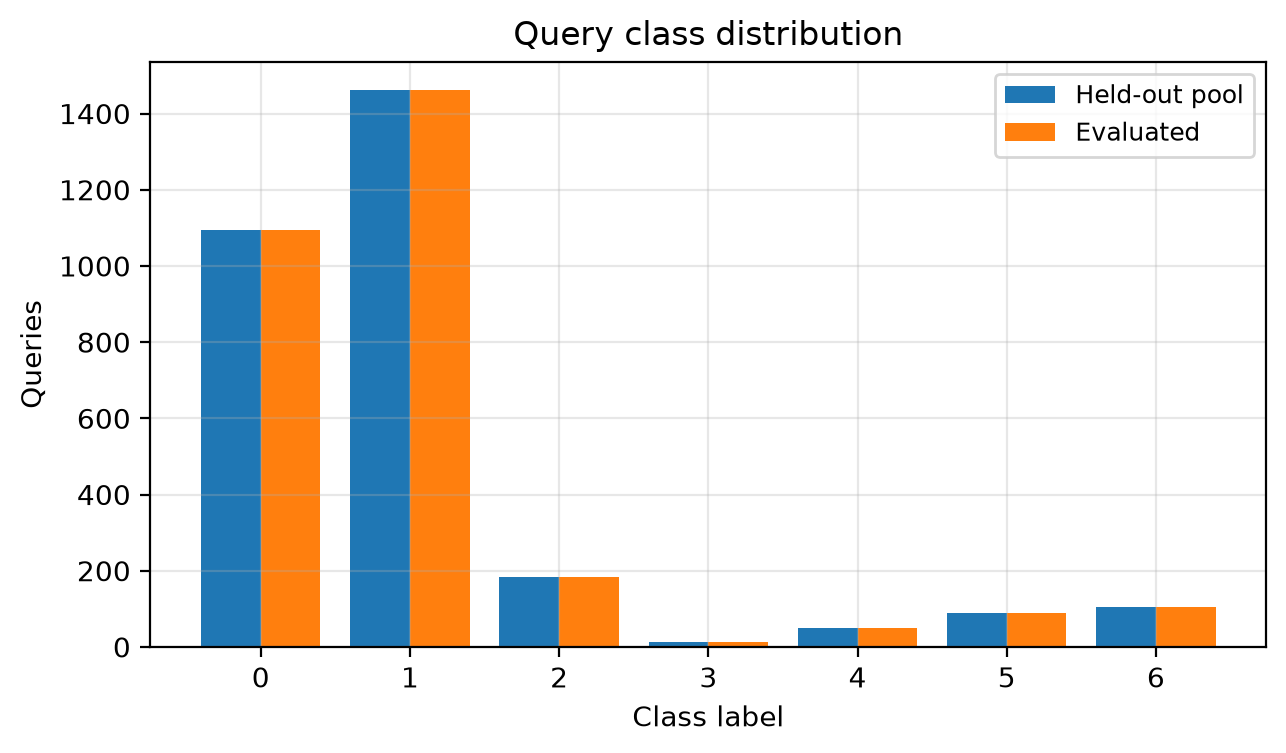 Query class distribution
Held-out pool
Evaluated
1400
1200
1000
800
600
400
200
0
Queries
0 1 2 3 4 5 6
Class label